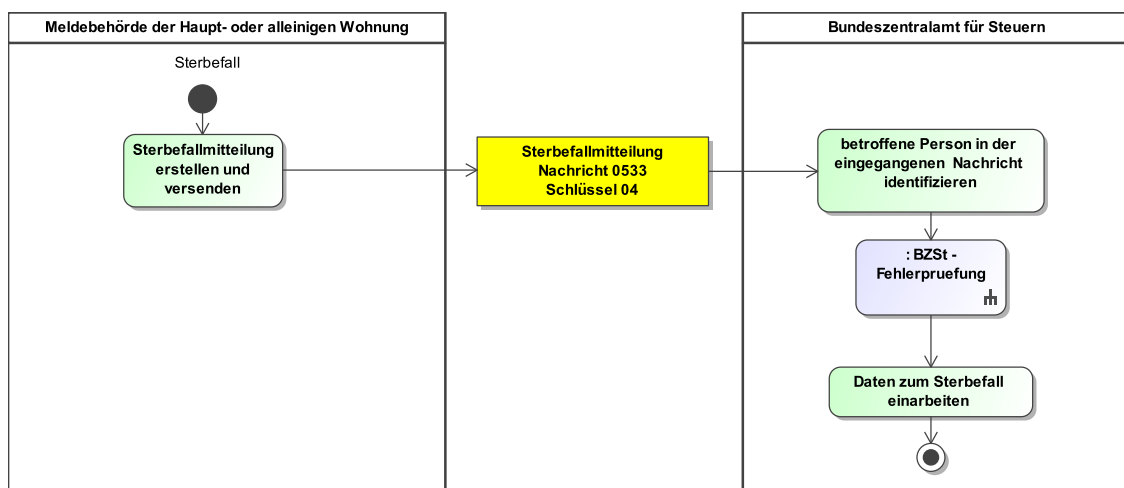 Meldebehörde der Haupt- oder alleinigen Wohnung
Bundeszentralamt für Steuern
Sterbefall
Sterbefallmitteilung
erstellen und
versenden
Sterbefallmitteilung
Nachricht 0533
Schlüssel 04
betroffene Person in der
eingegangenen Nachricht
identifizieren
: BZSt -
Fehlerpruefung
Daten zum Sterbefall
einarbeiten